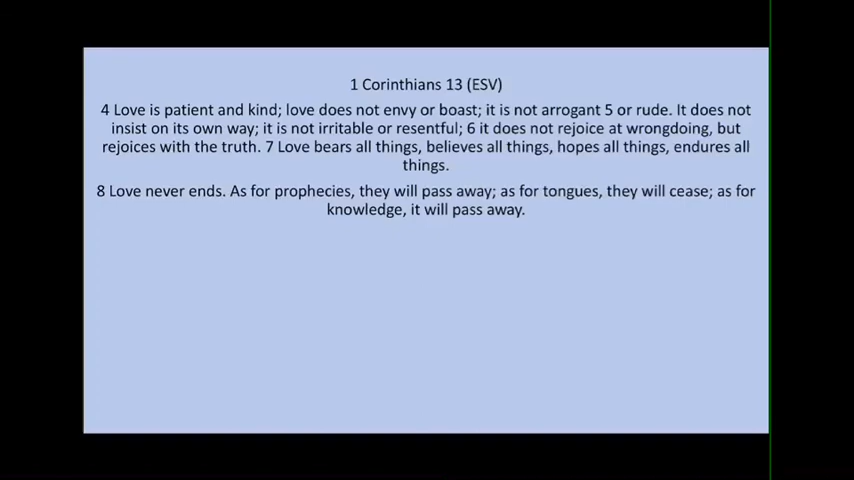 1 Corinthians 13 (ESV)
4 Love is patient and kind; love does not envy or boast; it is not arrogant 5 or rude. It does not
insist on its own way; it is not irritable or resentful; 6 it does not rejoice at wrongdoing, but
rejoices with the truth. 7 Love bears all things, believes all things, hopes all things, endures all
things.
8 Love never ends. As for prophecies, they will pass away; as for tongues, they will cease; as for
knowledge, it will pass away.